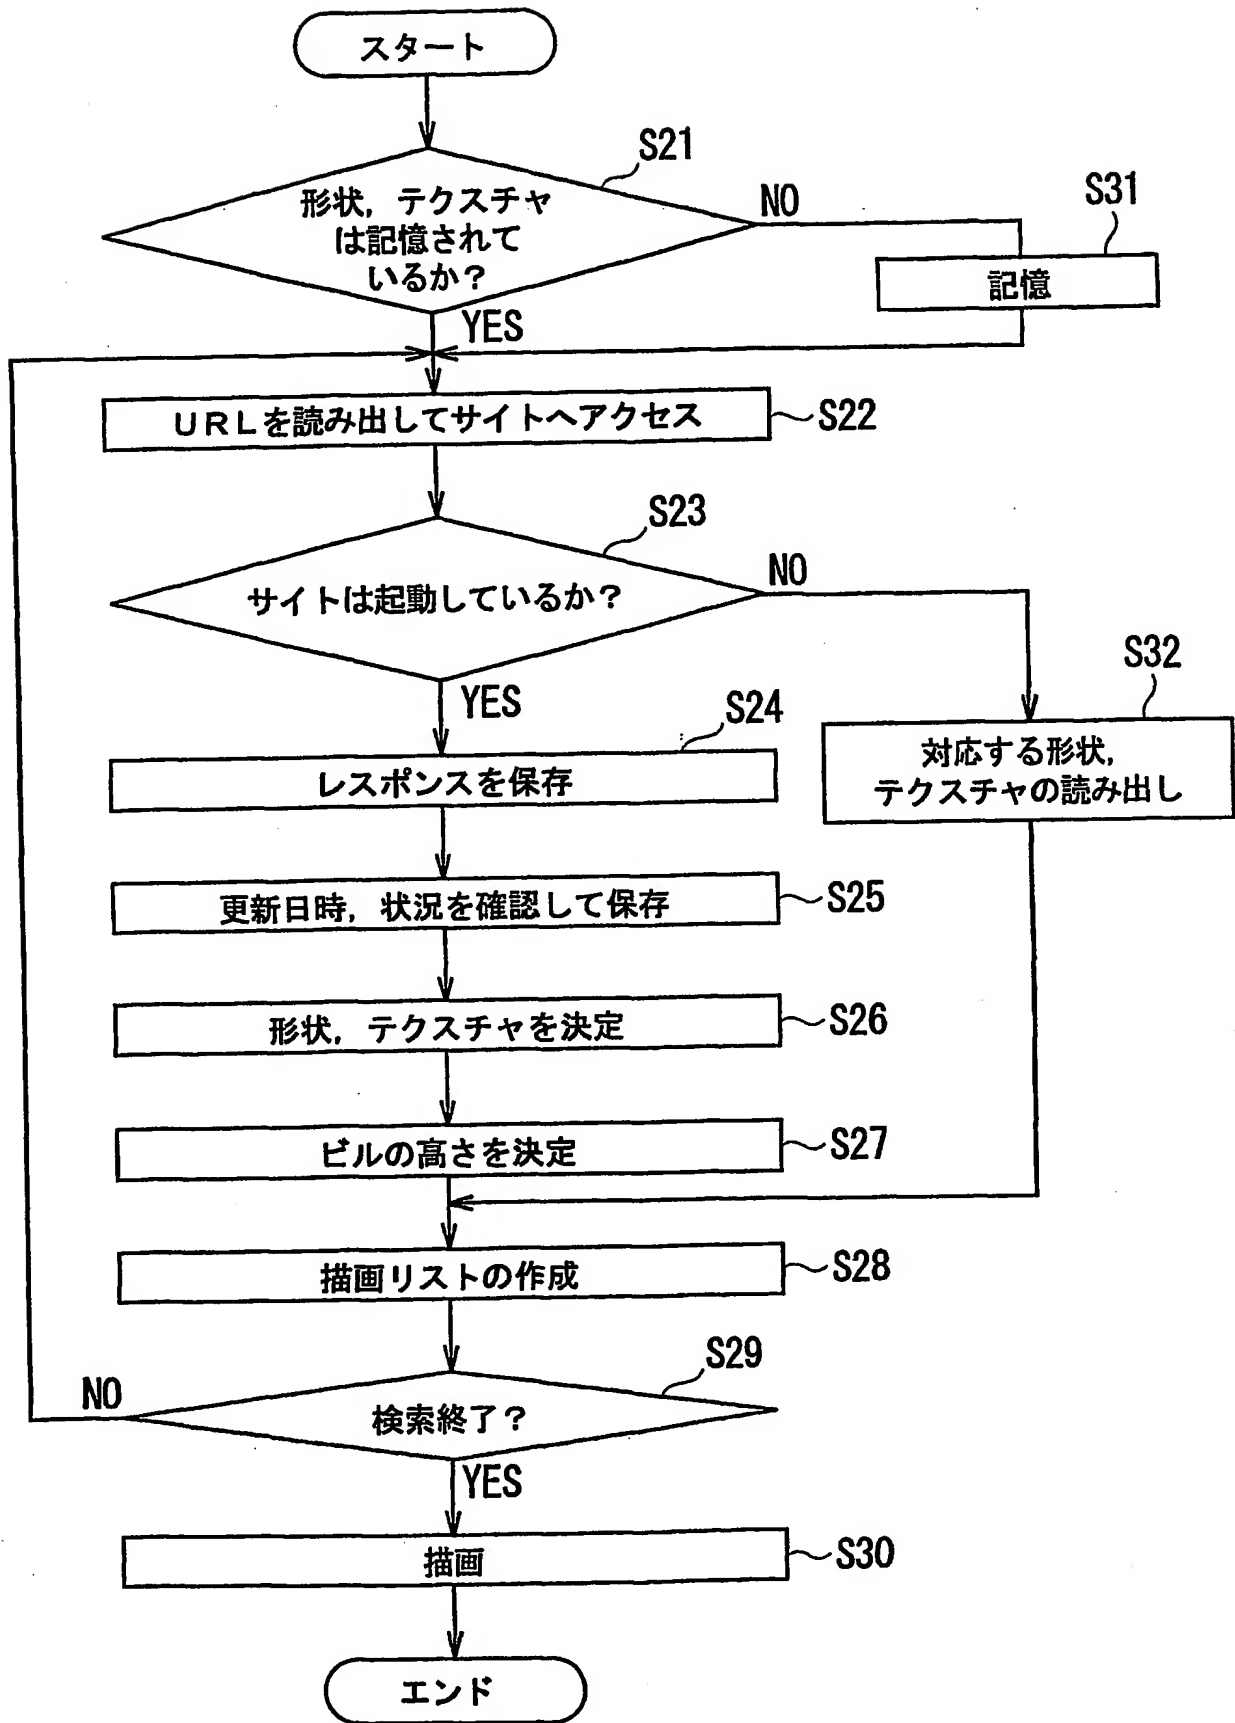 スタート
S21
形状，テクスチャ
は記憶されて
いるか？
NO
S31
記憶
YES
ＵＲＬを読み出してサイトへアクセス
S22
S23
サイトは起動しているか？
NO
YES
S32
対応する形状，
テクスチャの読み出し
S24
レスポンスを保存
更新日時，状況を確認して保存
S25
形状，テクスチャを決定
S26
ビルの高さを決定
S27
描画リストの作成
S28
S29
検索終了？
NO
YES
描画
S30
エンド